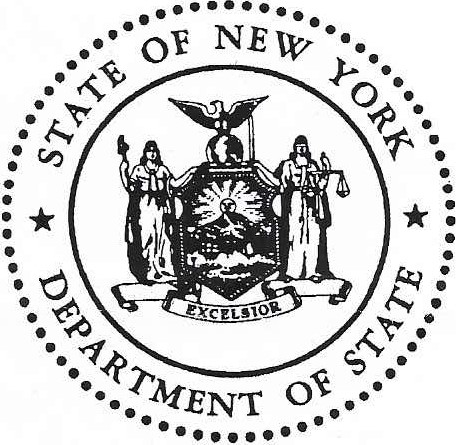 STATE OF NEW YORK
EXCELSIOR
DEPARTMENT OF STATE